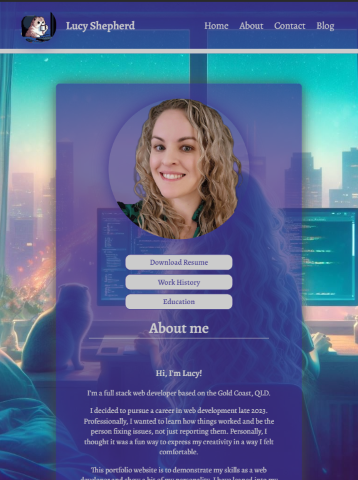 Lucy Shepherd
Home About Contact Blog
Download Resume
Work History
Education
About me
Hi, I'm Lucy!
I'm a full stack web developer based on the Gold Coast, QLD.
I decided to pursue a career in web development late 2023.
Professionally, I wanted to learn how things worked and be the
person fixing issues, not just reporting them. Personally, I
thought it was a fun way to express my creativity in a way I felt
comfortable.
This portfolio website is to demonstrate my skills as a web